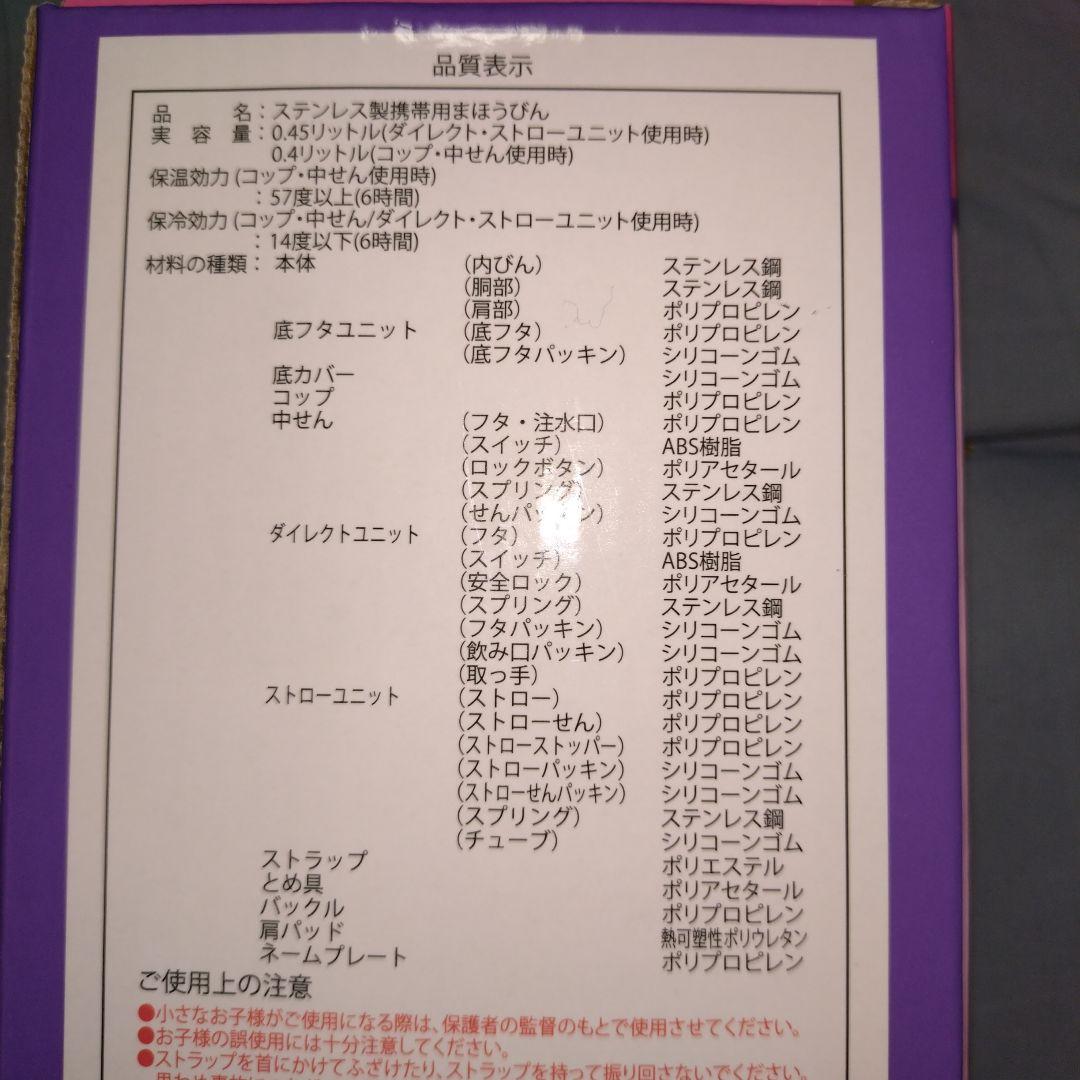 品質表示
品名：ステンレス製携帯用まほうびん
実容量：0.45リットル(ダイレクト・ストローユニット使用時)
0.4リットル(コップ・中せん使用時)
保温効力(コップ・中せん使用時)
：57度以上(6時間)
保冷効力(コップ・中せん/ダイレクト・ストローユニット使用時)
：14度以下(6時間)
材料の種類：本体 （内びん） ステンレス鋼
（胴部） ステンレス鋼
（肩部） ポリプロピレン
底フタユニット （底フタ） ポリプロピレン
（底フタパッキン） シリコーンゴム
底カバー シリコーンゴム
コップ ポリプロピレン
中せん （フタ・注水口） ポリプロピレン
（スイッチ） ABS樹脂
（ロックボタン） ポリアセタール
（スプリング） ステンレス鋼
（せんパッキン） シリコーンゴム
ダイレクトユニット （フタ） ポリプロピレン
（スイッチ） ABS樹脂
（安全ロック） ポリアセタール
（スプリング） ステンレス鋼
（フタパッキン） シリコーンゴム
（飲み口パッキン） シリコーンゴム
（取っ手） ポリプロピレン
ストローユニット （ストロー） ポリプロピレン
（ストローせん） ポリプロピレン
（ストローストッパー） ポリプロピレン
（ストローパッキン） シリコーンゴム
（ストローせんパッキン） シリコーンゴム
（スプリング） ステンレス鋼
（チューブ） シリコーンゴム
ストラップ ポリエステル
とめ具 ポリアセタール
バックル ポリプロピレン
肩パッド 熱可塑性ポリウレタン
ネームプレート ポリプロピレン
ご使用上の注意
●小さなお子様がご使用になる際は、保護者の監督のもとで使用させてください。
●お子様の誤使用には十分注意してください。
●ストラップを首にかけてふざけたり、ストラップを持って振り回さないでください。